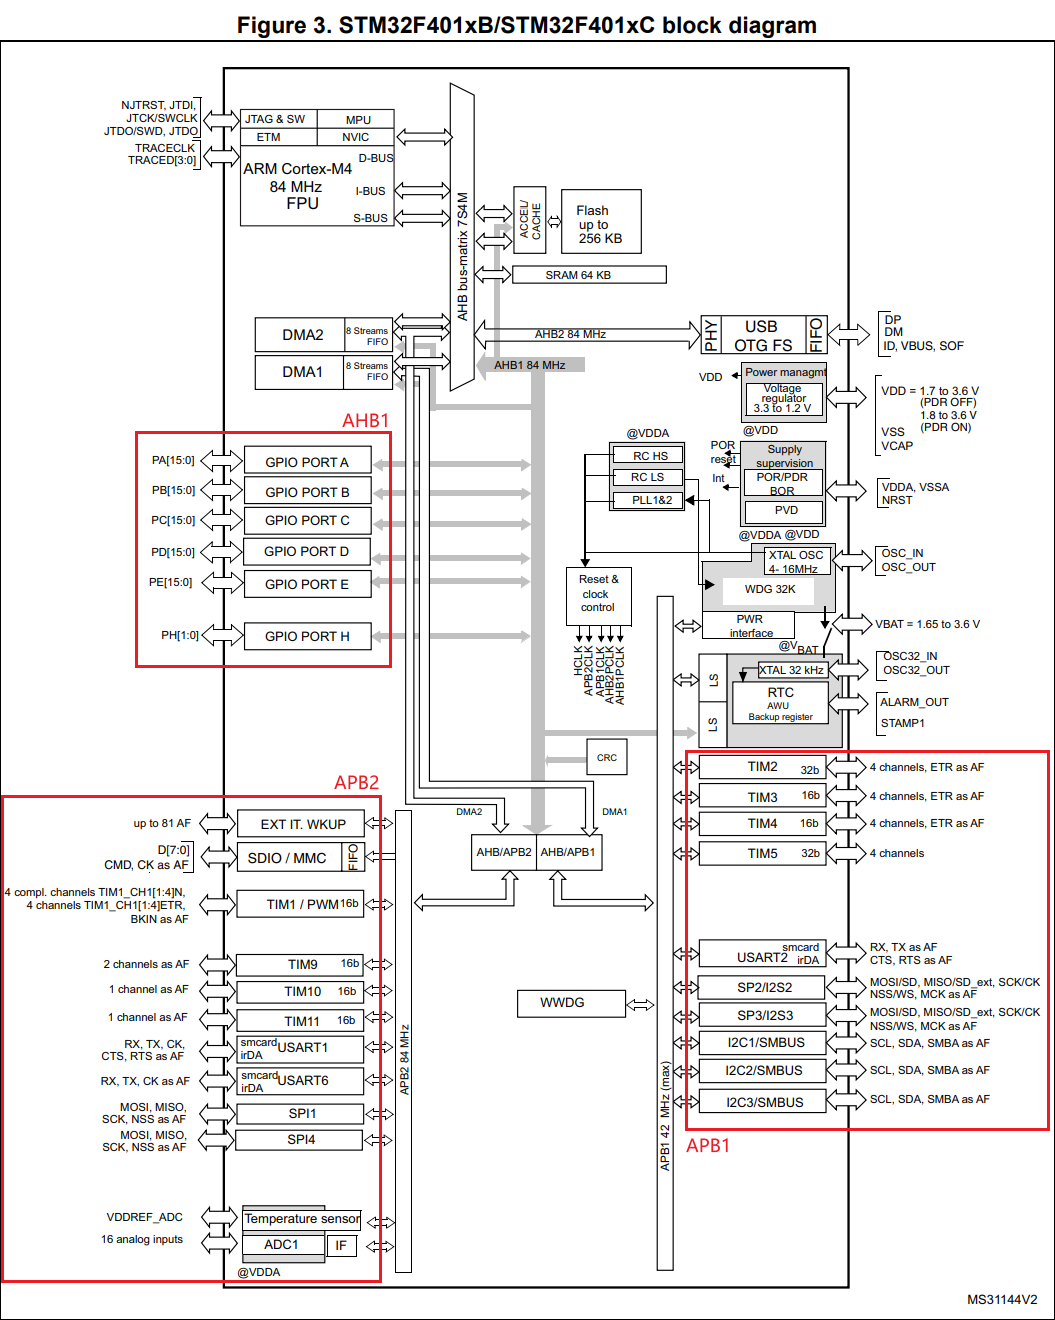 Figure 3. STM32F401xB/STM32F401xC block diagram
NJTRST, JTDI,
JTCK/SWCLK
JTDO/SWD, JTDO
TRACECLK
TRACED[3:0]
JTAG & SW
MPU
ETM
NVIC
D-BUS
ARM Cortex-M4
84 MHz
FPU
I-BUS
S-BUS
AHB bus-matrix 7S4M
ACCEL/
CACHE
Flash
up to
256 KB
SRAM 64 KB
DMA2
8 Streams
FIFO
DMA1
8 Streams
FIFO
AHB2 84 MHz
AHB1 84 MHz
PHY
USB
OTG FS
FIFO
DP
DM
ID, VBUS, SOF
VDD
Power managmt
Voltage
regulator
3.3 to 1.2 V
VDD = 1.7 to 3.6 V
(PDR OFF)
1.8 to 3.6 V
(PDR ON)
VSS
VCAP
@VDD
@VDDA
RC HS
RC LS
PLL1&2
POR
reset
Int
Supply
supervision
POR/PDR
BOR
PVD
VDDA, VSSA
NRST
@VDDA @VDD
XTAL OSC
4- 16MHz
OSC_IN
OSC_OUT
WDG 32K
Reset &
clock
control
HCLK
APB2CLK
APB1CLK
AHB2PCLK
AHB1PCLK
PWR
interface
VBAT = 1.65 to 3.6 V
@VBAT
LS
LS
XTAL 32 kHz
OSC32_IN
OSC32_OUT
RTC
AWU
Backup register
ALARM_OUT
STAMP1
CRC
AHB1
PA[15:0]
GPIO PORT A
PB[15:0]
GPIO PORT B
PC[15:0]
GPIO PORT C
PD[15:0]
GPIO PORT D
PE[15:0]
GPIO PORT E
PH[1:0]
GPIO PORT H
DMA2
DMA1
AHB/APB2
AHB/APB1
APB2
up to 81 AF
EXT IT. WKUP
D[7:0]
CMD, CK as AF
SDIO / MMC
FIFO
4 compl. channels TIM1_CH1[1:4]N,
4 channels TIM1_CH1[1:4]ETR,
BKIN as AF
TIM1 / PWM
16b
2 channels as AF
TIM9
16b
1 channel as AF
TIM10
16b
1 channel as AF
TIM11
16b
RX, TX, CK,
CTS, RTS as AF
smcard
irDA
USART1
RX, TX, CK as AF
smcard
irDA
USART6
MOSI, MISO,
SCK, NSS as AF
SPI1
MOSI, MISO,
SCK, NSS as AF
SPI4
VDDREF_ADC
Temperature sensor
16 analog inputs
ADC1
IF
@VDDA
APB2 84 MHz
WWDG
APB1 42 MHz (max)
TIM2
32b
4 channels, ETR as AF
TIM3
16b
4 channels, ETR as AF
TIM4
16b
4 channels, ETR as AF
TIM5
32b
4 channels
USART2
smcard
irDA
RX, TX as AF
CTS, RTS as AF
SP2/I2S2
MOSI/SD, MISO/SD_ext, SCK/CK
NSS/WS, MCK as AF
SP3/I2S3
MOSI/SD, MISO/SD_ext, SCK/CK
NSS/WS, MCK as AF
I2C1/SMBUS
SCL, SDA, SMBA as AF
I2C2/SMBUS
SCL, SDA, SMBA as AF
I2C3/SMBUS
SCL, SDA, SMBA as AF
APB1
MS31144V2